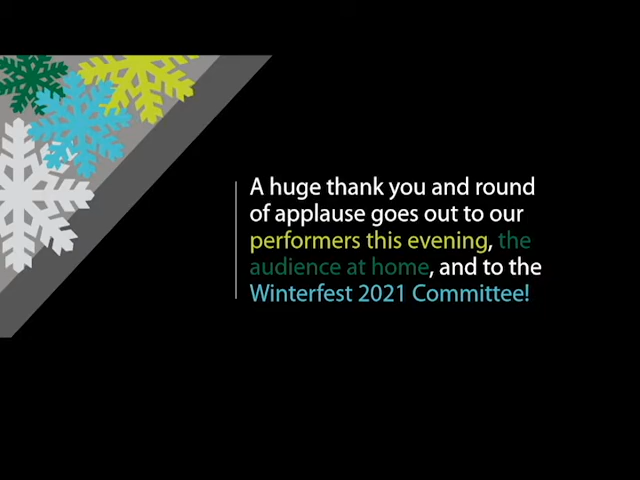 A huge thank you and round
of applause goes out to our
performers this evening, the
audience at home, and to the
Winterfest 2021 Committee!